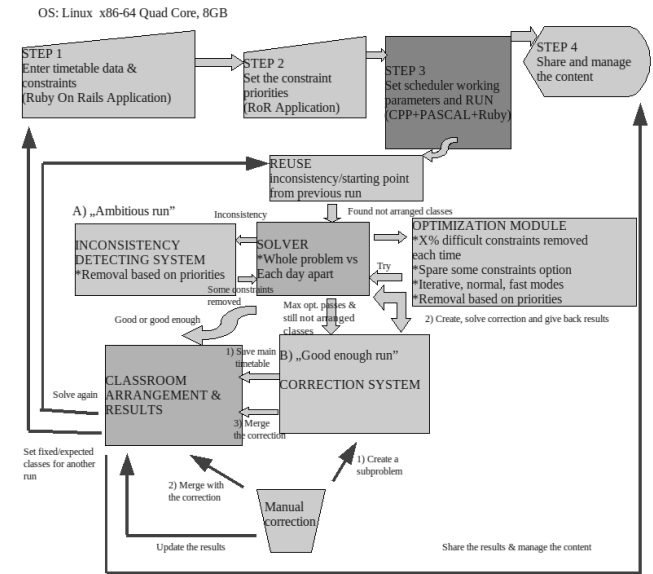 OS: Linux  x86-64 Quad Core, 8GB
STEP 1
Enter timetable data &
constraints
(Ruby On Rails Application)
STEP 2
Set the constraint
priorities
(RoR Application)
STEP 3
Set scheduler working
parameters and RUN
(CPP+PASCAL+Ruby)
STEP 4
Share and manage
the content
REUSE
inconsistency/starting point
from previous run
A) „Ambitious run”
Inconsistency
Found not arranged classes
INCONSISTENCY
DETECTING SYSTEM
*Removal based on priorities
SOLVER
*Whole problem vs
Each day apart
OPTIMIZATION MODULE
*X% difficult constraints removed
each time
*Spare some constraints option
*Iterative, normal, fast modes
*Removal based on priorities
Try
Some constraints
removed
Max opt. passes &
still not arranged
classes
Good or good enough
2) Create, solve correction and give back results
1) Save main
timetable
B) „Good enough run”
CORRECTION SYSTEM
CLASSROOM
ARRANGEMENT &
RESULTS
Solve again
3) Merge
the correction
Set fixed/expected
classes for another
run
1) Create a
subproblem
2) Merge with
the correction
Manual
correction
Update the results
Share the results & manage the content